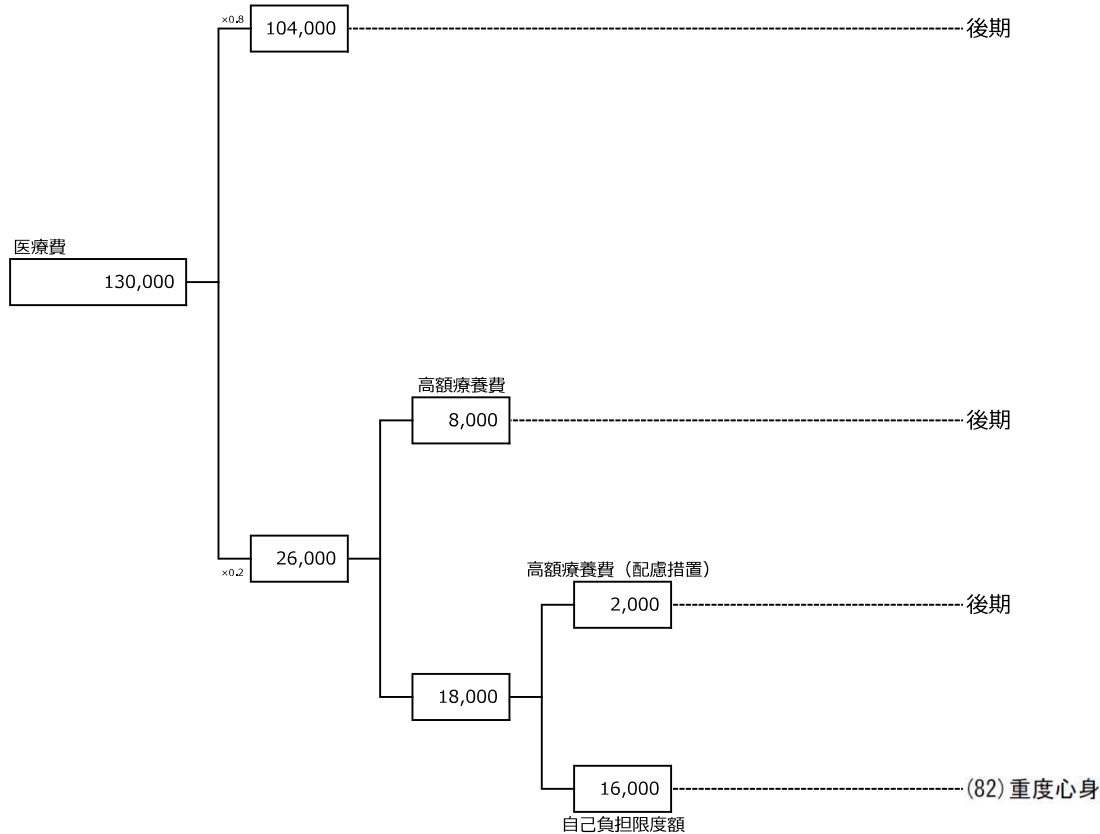 ×0.8
104,000
後期
医療費
130,000
高額療養費
8,000
後期
26,000
×0.2
高額療養費（配慮措置）
2,000
後期
18,000
16,000
(82)重度心身
自己負担限度額